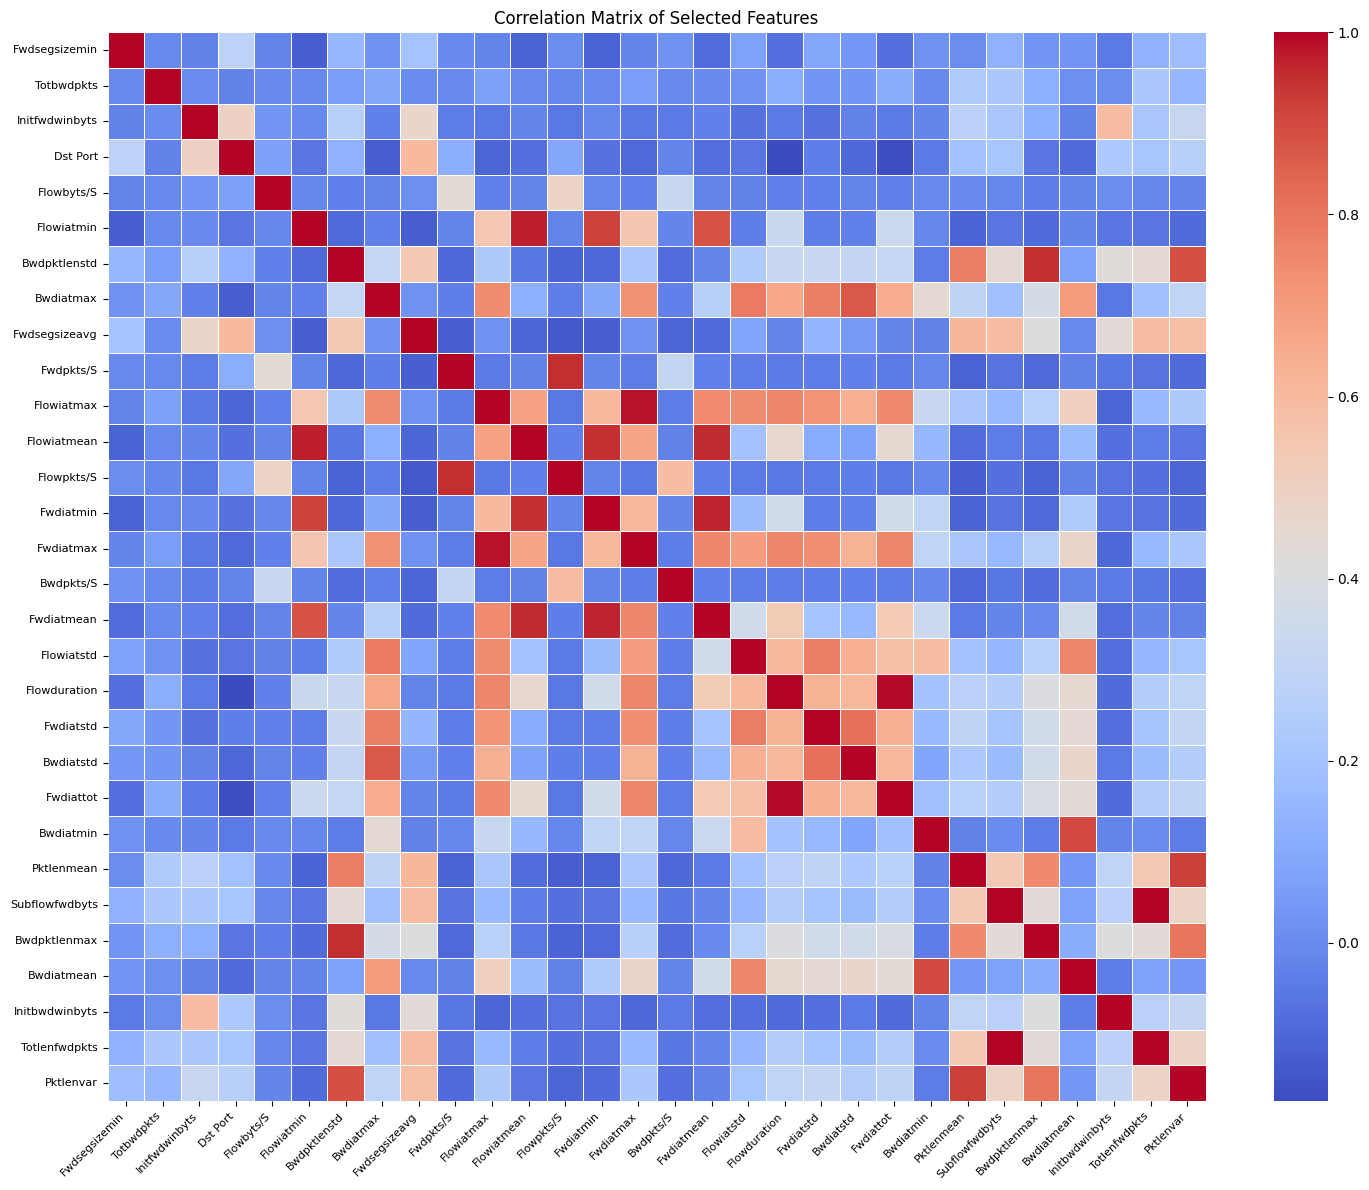 Correlation Matrix of Selected Features
Fwdsegsizemin
Totbwdpkts
Initfwdwinbyts
Dst Port
Flowbyts/S
Flowiatmin
Bwdpktlenstd
Bwdiatmax
Fwdsegsizeavg
Fwdpkts/S
Flowiatmax
Flowiatmean
Flowpkts/S
Fwdiatmin
Fwdiatmax
Bwdpkts/S
Fwdiatmean
Flowiatstd
Flowduration
Fwdiatstd
Bwdiatstd
Fwdiattot
Bwdiatmin
Pktlenmean
Subflowfwdbyts
Bwdpktlenmax
Bwdiatmean
Initbwdwinbyts
Totlenfwdpkts
Pktlenvar
Fwdsegsizemin
Totbwdpkts
Initfwdwinbyts
Dst Port
Flowbyts/S
Flowiatmin
Bwdpktlenstd
Bwdiatmax
Fwdsegsizeavg
Fwdpkts/S
Flowiatmax
Flowiatmean
Flowpkts/S
Fwdiatmin
Fwdiatmax
Bwdpkts/S
Fwdiatmean
Flowiatstd
Flowduration
Fwdiatstd
Bwdiatstd
Fwdiattot
Bwdiatmin
Pktlenmean
Subflowfwdbyts
Bwdpktlenmax
Bwdiatmean
Initbwdwinbyts
Totlenfwdpkts
Pktlenvar
1.0
0.8
0.6
0.4
0.2
0.0